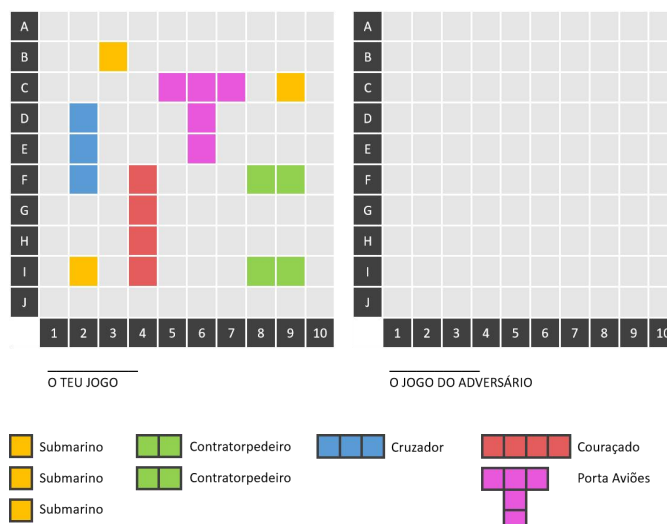 A A
B B
C C
D D
E E
F F
G G
H H
I I
J J
1 2 3 4 5 6 7 8 9 10 1 2 3 4 5 6 7 8 9 10
O TEU JOGO O JOGO DO ADVERSÁRIO
Submarino Contratorpedeiro Cruzador Couraçado
Submarino Contratorpedeiro Porta Aviões
Submarino